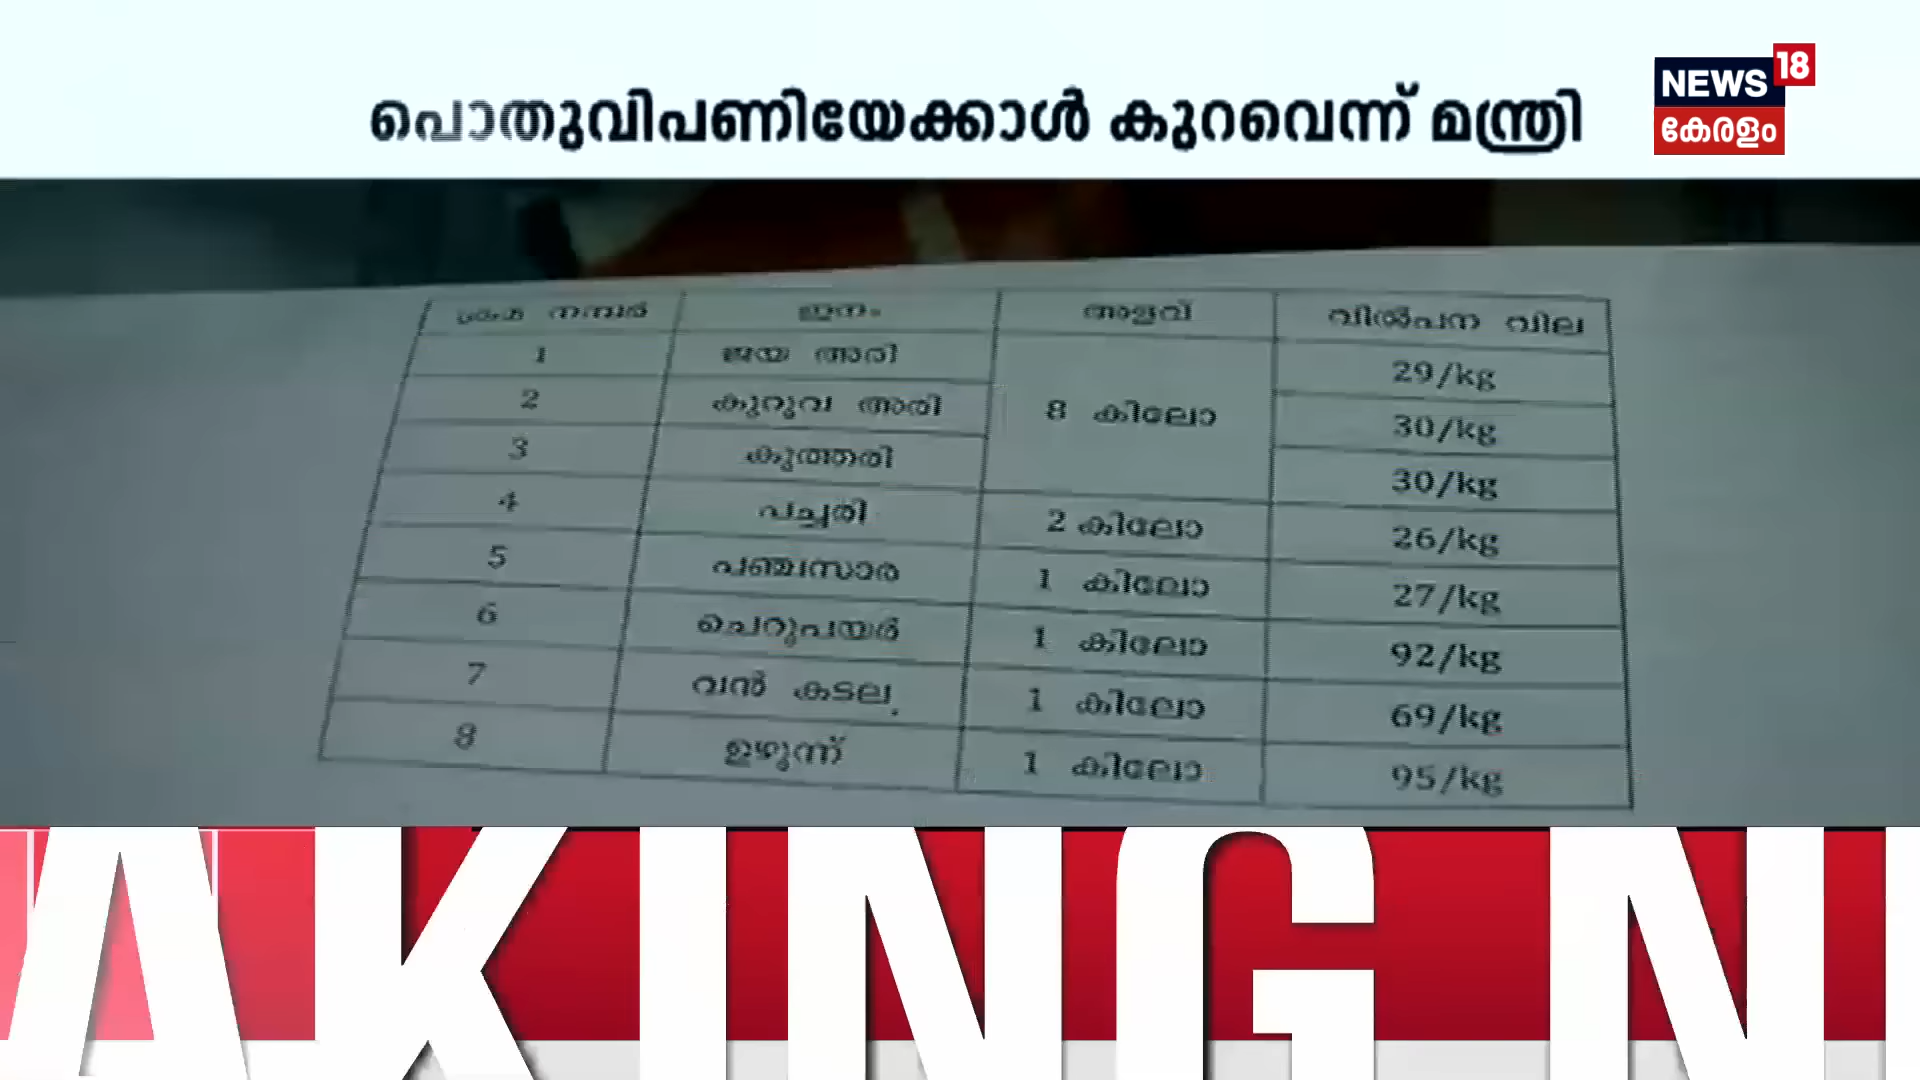 പൊതുവിപണിയേക്കാൾ കുറവെന്ന് മന്ത്രി
NEWS 18
കേരളം
ക്രമ നമ്പർ ഇനം അളവ് വിൽപന വില
1 ജയ അരി 8 കിലോ 29/kg
2 കുറുവ അരി 30/kg
3 കുത്തരി 30/kg
4 പച്ചരി 2 കിലോ 26/kg
5 പഞ്ചസാര 1 കിലോ 27/kg
6 ചെറുപയർ 1 കിലോ 92/kg
7 വൻ കടല 1 കിലോ 69/kg
8 ഉഴുന്ന് 1 കിലോ 95/kg
AKING N